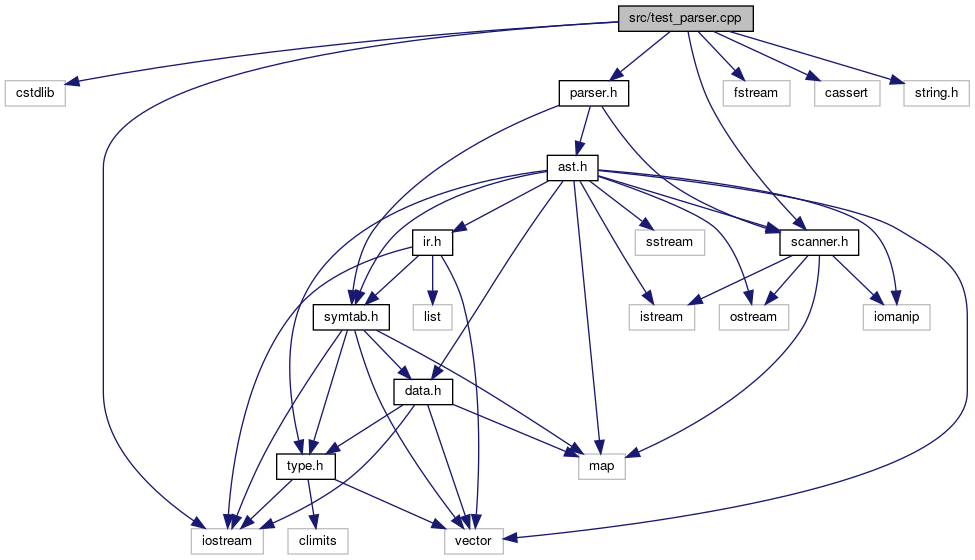 src/test_parser.cpp
cstdlib
parser.h
fstream
cassert
string.h
ast.h
ir.h
sstream
scanner.h
symtab.h
list
istream
ostream
iomanip
data.h
type.h
map
iostream
climits
vector